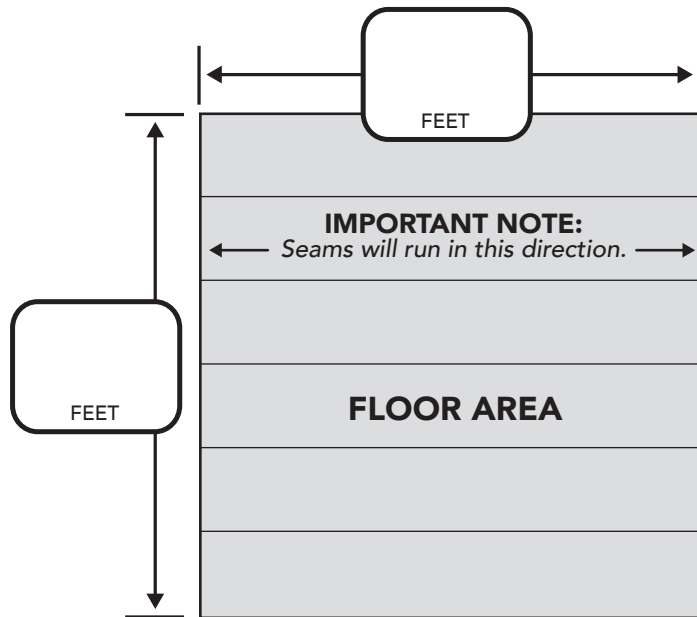 FEET
IMPORTANT NOTE:
Seams will run in this direction.
FEET
FLOOR AREA